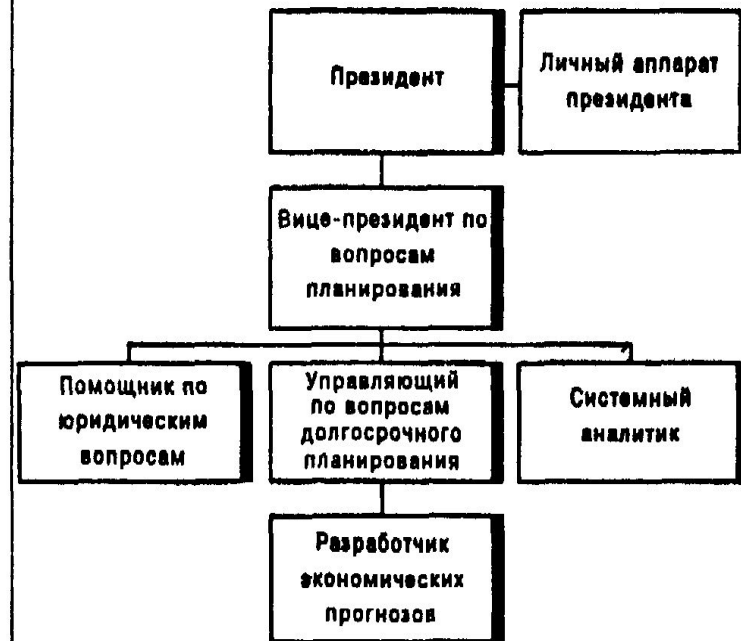 Президент
Личный аппарат
президента
Вице-президент по
вопросам
планирования
Помощник по
юридическим
вопросам
Управляющий
по вопросам
долгосрочного
планирования
Системный
аналитик
Разработчик
экономических
прогнозов